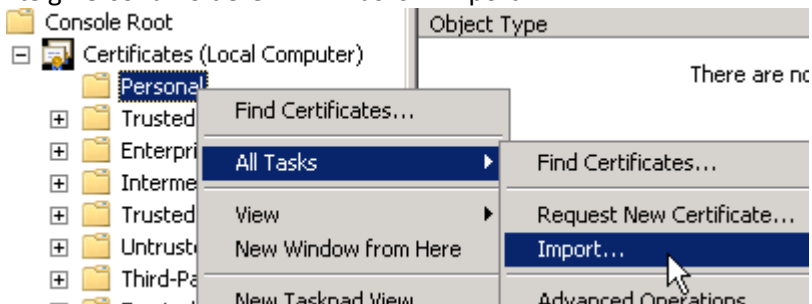 Console Root
Object Type
Certificates (Local Computer)
There are no
Personal
Trusted
Enterpri
Interme
Trusted
Untruste
Third-Pa
Find Certificates...
All Tasks
View
New Window from Here
New Taskpad View
Find Certificates...
Request New Certificate...
Import...
Advanced Operations